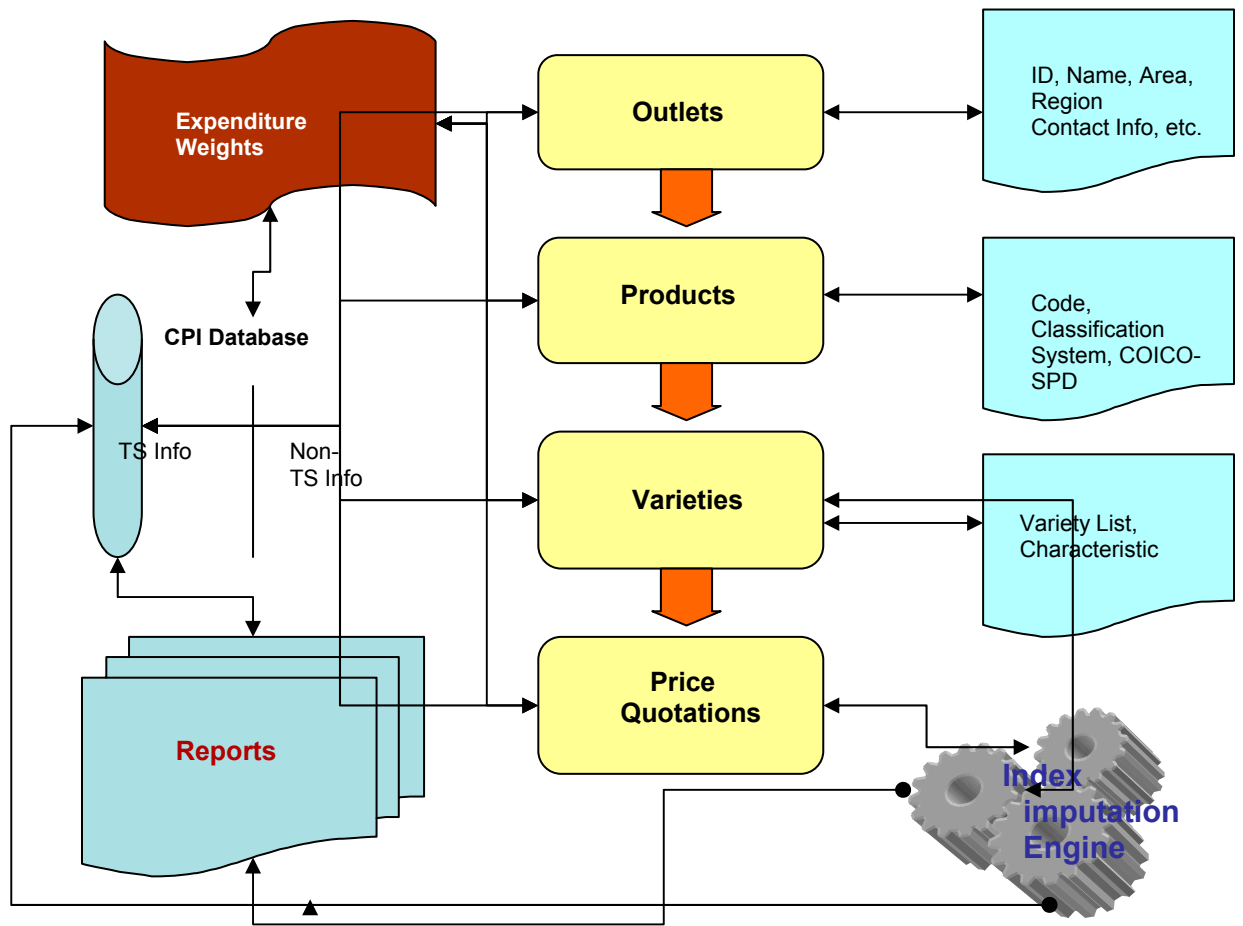 Expenditure
Weights
Outlets
ID, Name, Area,
Region
Contact Info, etc.
Products
Code,
Classification
System, COICO-
SPD
CPI Database
TS Info
Non-
TS Info
Varieties
Variety List,
Characteristic
Price
Quotations
Reports
Index
imputation
Engine